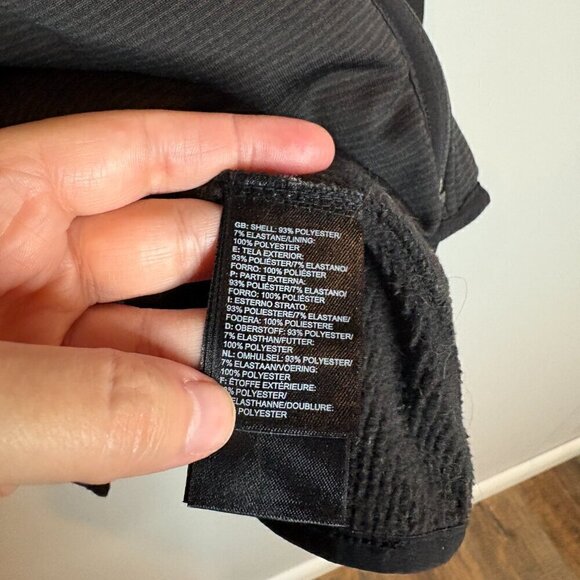 GB: SHELL: 93% POLYESTER/
7% ELASTANE/LINING:
100% POLYESTER
E: TELA EXTERIOR:
93% POLIÉSTER/7% ELASTANO/
FORRO: 100% POLIÉSTER
P: PARTE EXTERNA:
93% POLIÉSTER/7% ELASTANO/
FORRO: 100% POLIÉSTER
I: ESTERNO STRATO:
93% POLIESTERE/7% ELASTANE/
FODERA: 100% POLIESTERE
D: OBERSTOFF: 93% POLYESTER/
7% ELASTHAN/FUTTER:
100% POLYESTER
NL: OMHULSEL: 93% POLYESTER/
7% ELASTAAN/VOERING:
100% POLYESTER
F: ÉTOFFE EXTÉRIEURE:
% POLYESTER/
ÉLASTHANNE/DOUBLURE:
% POLYESTER